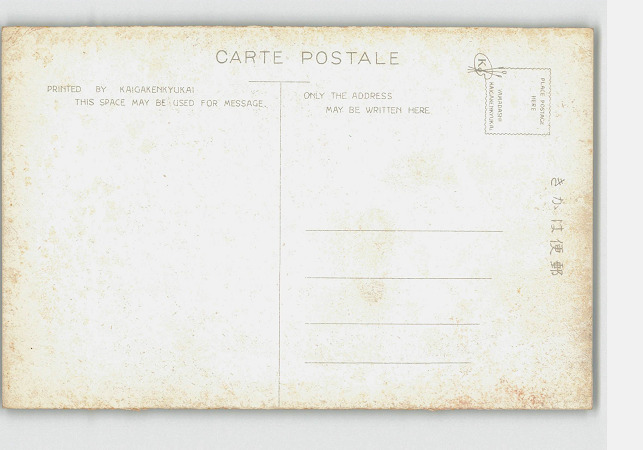 CARTE POSTALE
PRINTED BY KAIGAKENKYUKAI
THIS SPACE MAY BE USED FOR MESSAGE.
ONLY THE ADDRESS
MAY BE WRITTEN HERE
K
PLACE POSTAGE
HERE
KAIGAKENKYUKAI
きかは便郵